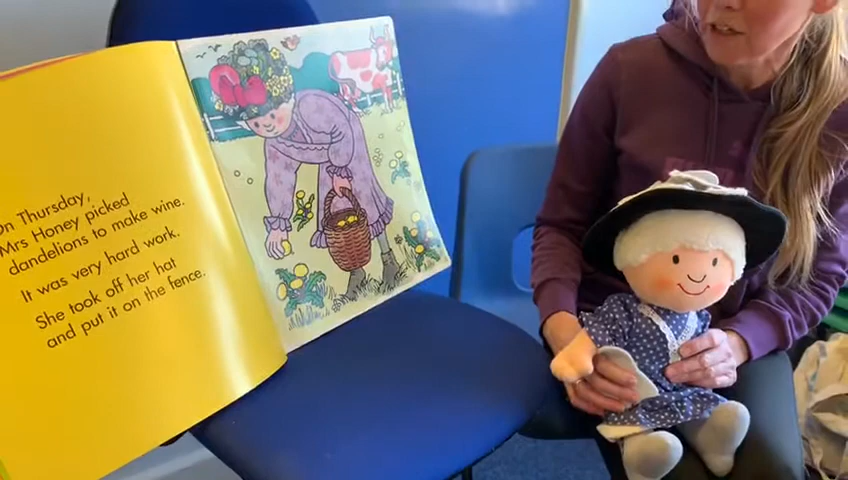 On Thursday,
Mrs Honey picked
dandelions to make wine.
It was very hard work.
She took off her hat
and put it on the fence.